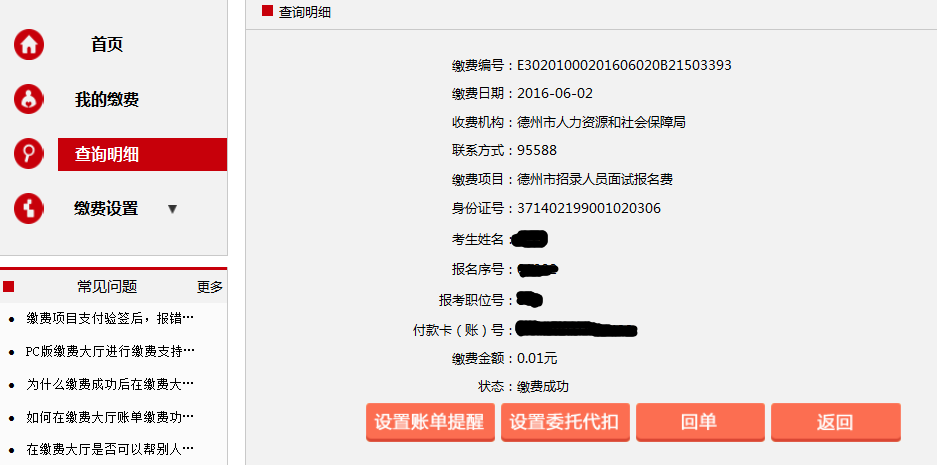 首页
我的缴费
查询明细
缴费设置 ▼
常见问题 更多
缴费项目支付验签后，报错…
PC版缴费大厅进行缴费支持…
为什么缴费成功后在缴费大…
如何在缴费大厅账单缴费功…
在缴费大厅是否可以帮别人…
查询明细
缴费编号：E30201000201606020B21503393
缴费日期：2016-06-02
收费机构：德州市人力资源和社会保障局
联系方式：95588
缴费项目：德州市招录人员面试报名费
身份证号：371402199001020306
考生姓名：
报名序号：
报考职位号：
付款卡（账）号：
缴费金额：0.01元
状态：缴费成功
设置账单提醒 设置委托代扣 回单 返回